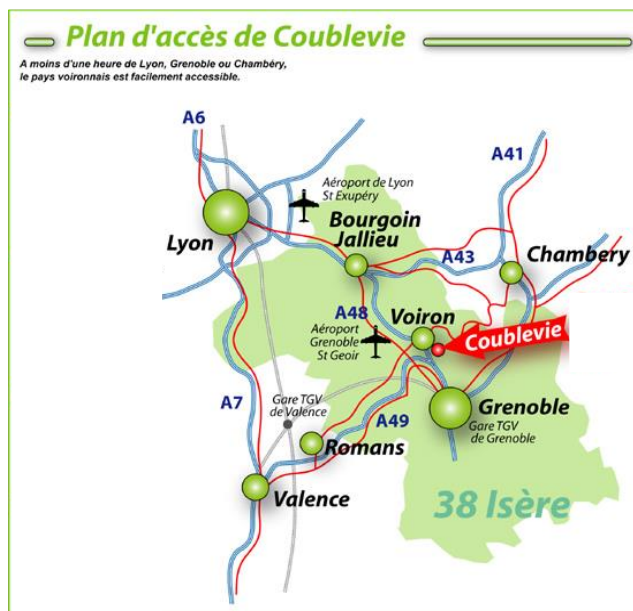 Plan d'accès de Coublevie
A moins d'une heure de Lyon, Grenoble ou Chambéry,
le pays voironnais est facilement accessible.
A6
A41
Aéroport de Lyon
St Exupéry
Lyon
Bourgoin
Jallieu
A43
Chambery
A48
Voiron
Aéroport
Grenoble
St Geoir
Coublevie
A7
Gare TGV
de Valence
A49
Grenoble
Gare TGV
de Grenoble
Romans
Valence
38 Isère